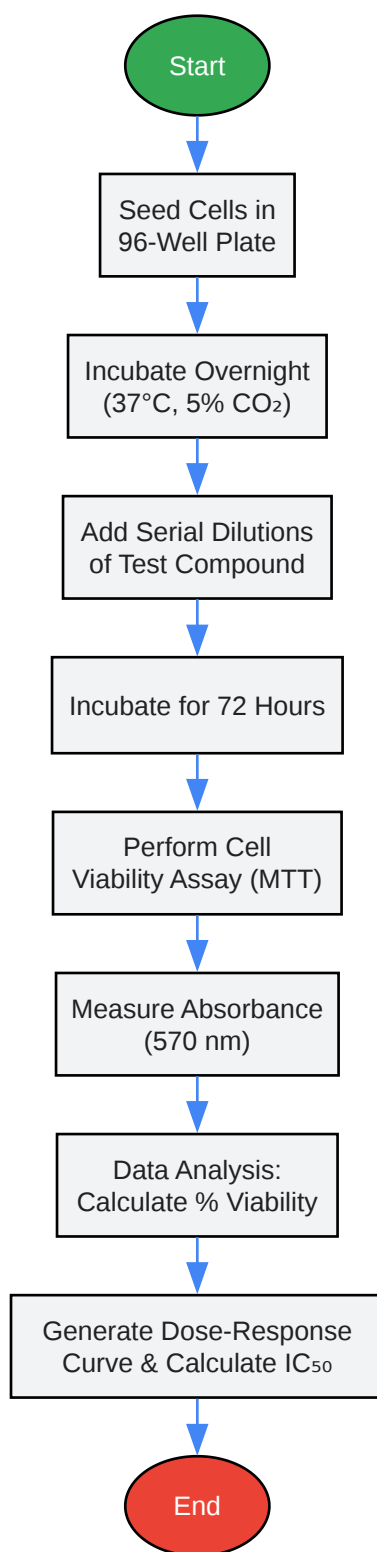 Start
Seed Cells in
96-Well Plate
Incubate Overnight
(37°C, 5% CO₂)
Add Serial Dilutions
of Test Compound
Incubate for 72 Hours
Perform Cell
Viability Assay (MTT)
Measure Absorbance
(570 nm)
Data Analysis:
Calculate % Viability
Generate Dose-Response
Curve & Calculate IC₅₀
End